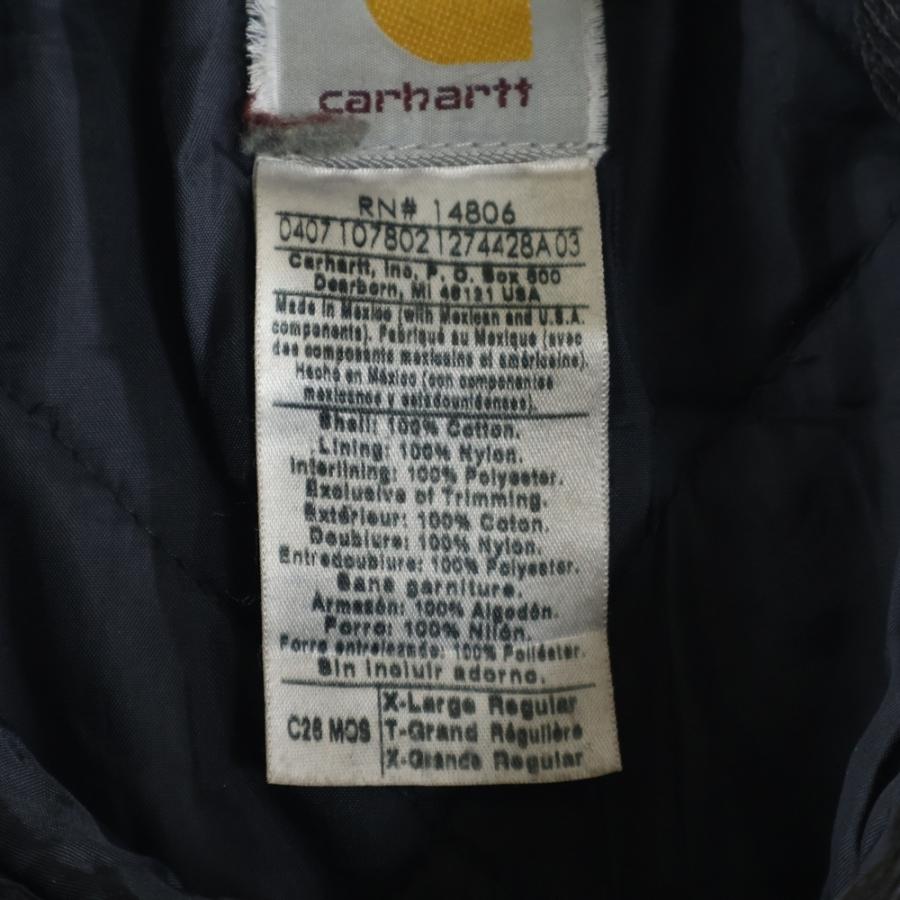 carhartt
RN# 14806
0407107802 1274428A 03
Carhartt, Inc. P. O. Box 600
Dearborn, MI 48121 USA
Made in Mexico (with Mexican and U.S.A.
components). Fabriqué au Mexique (avec
des composants mexicains et américains).
Hecho en México (con componentes
mexicanos y estadounidenses).
Shell: 100% Cotton.
Lining: 100% Nylon.
Interlining: 100% Polyester.
Exclusive of Trimming.
Extérieur: 100% Coton.
Doublure: 100% Nylon.
Entredoublure: 100% Polyester.
Sans garniture.
Armazón: 100% Algodón.
Forro: 100% Nilón.
Forro entrelazado: 100% Poliéster.
Sin incluir adorno.
C26 MOS
X-Large Regular
T-Grand Régulière
X-Grande Regular